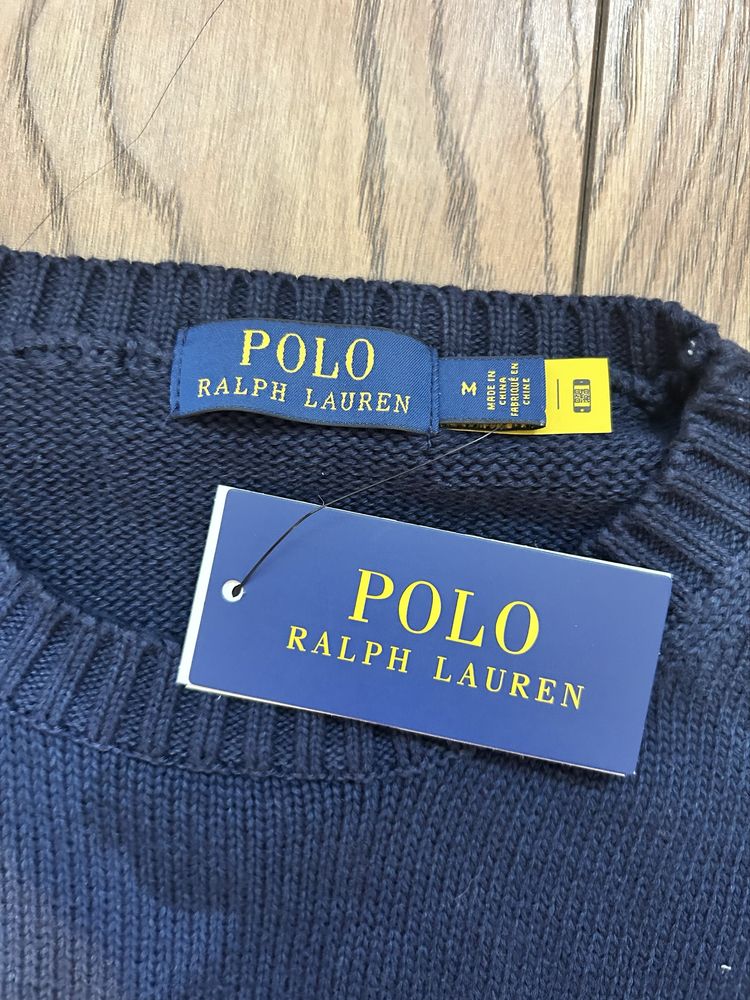 POLO
RALPH LAUREN
M
MADE IN
CHINA
FABRIQUÉ EN
CHINE
POLO
RALPH LAUREN